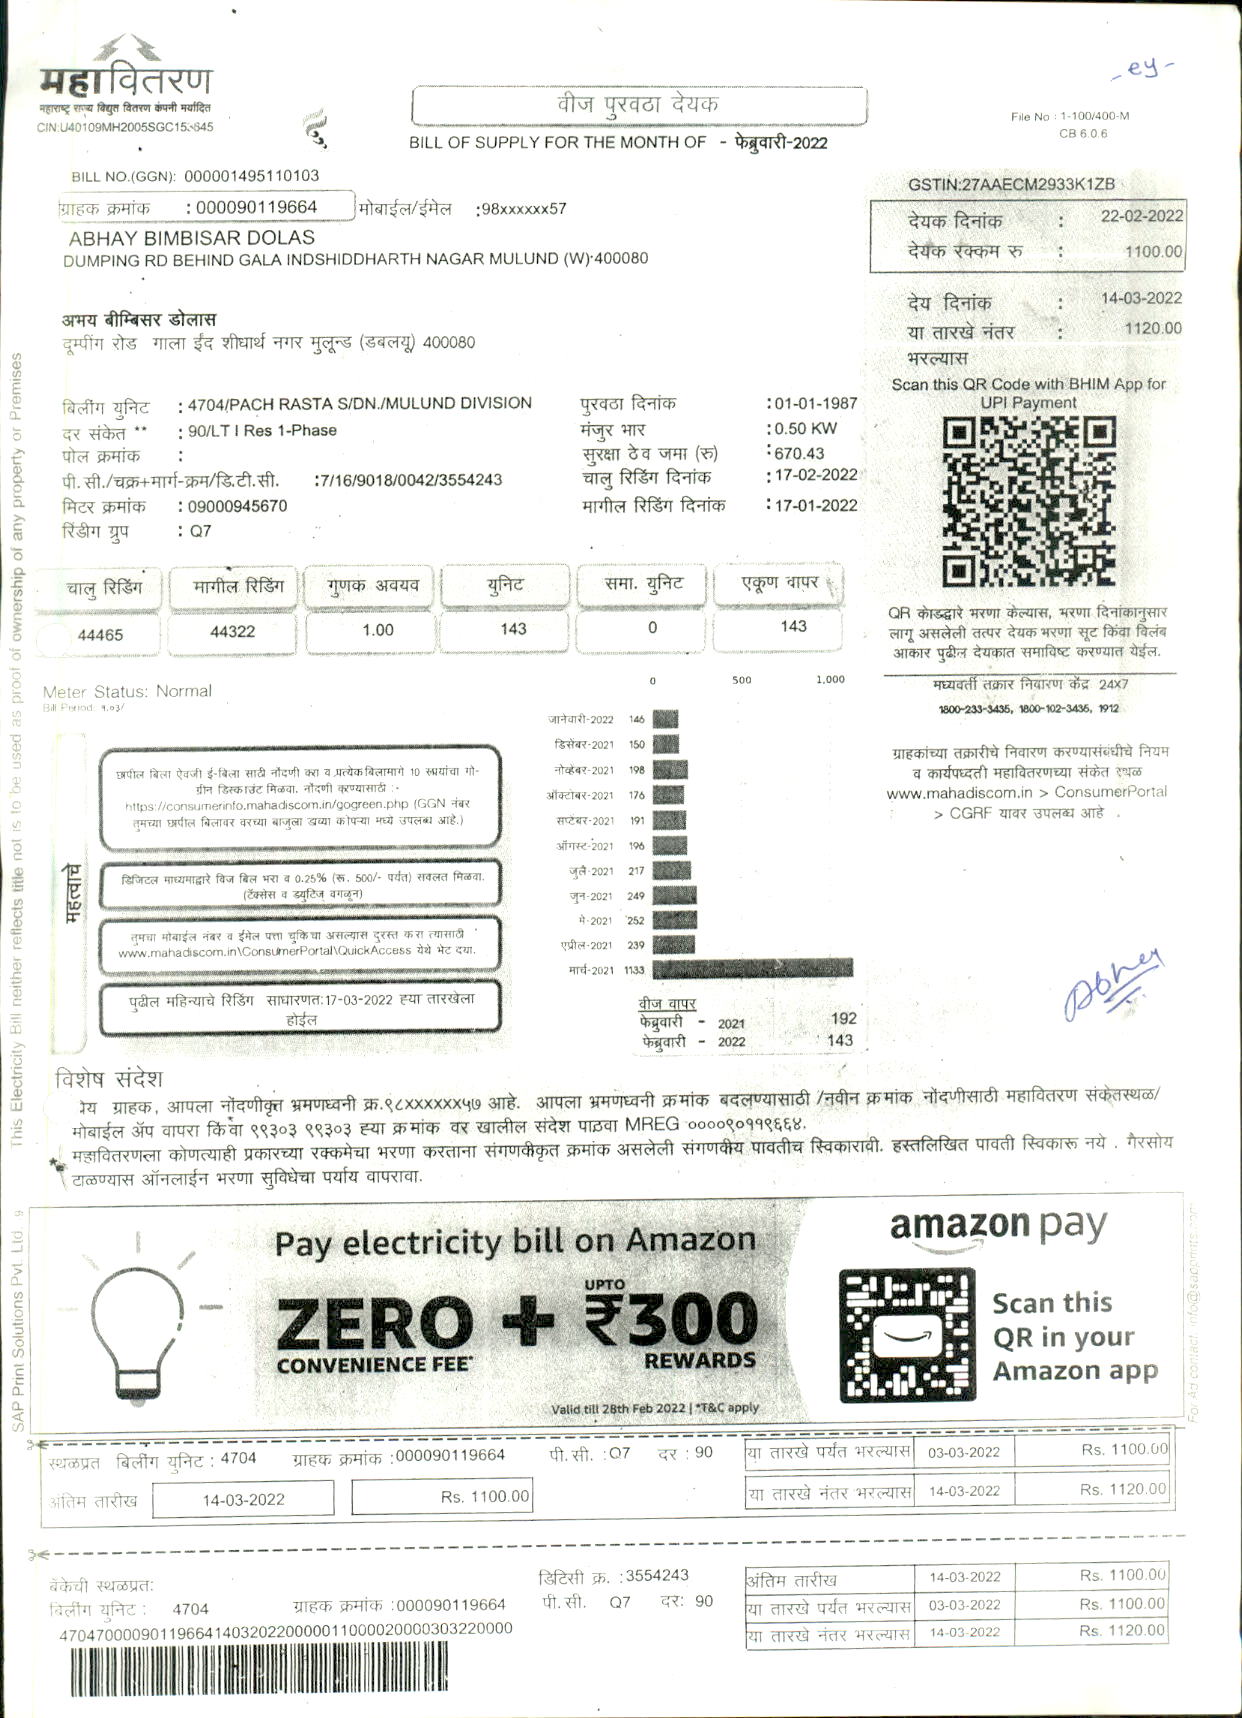 महावितरण
महाराष्ट्र राज्य विद्युत वितरण कंपनी मर्यादित
CIN:U40109MH2005SGC153645
-ey-
वीज पुरवठा देयक
BILL OF SUPPLY FOR THE MONTH OF - फेब्रुवारी-2022
File No : 1-100/400-M
CB 6.0.6
BILL NO.(GGN): 000001495110103
ग्राहक क्रमांक : 000090119664 मोबाईल/ईमेल :98xxxxxx57
ABHAY BIMBISAR DOLAS
DUMPING RD BEHIND GALA INDSHIDDHARTH NAGAR MULUND (W) 400080
अभय बीम्बिसर डोलास
दूम्पींग रोड गाला ईंद शीधार्थ नगर मुलून्ड (डबलयू) 400080
GSTIN:27AAECM2933K1ZB
देयक दिनांक : 22-02-2022
देयक रक्कम रु : 1100.00
देय दिनांक : 14-03-2022
या तारखे नंतर : 1120.00
भरल्यास
Scan this QR Code with BHIM App for
UPI Payment
बिलींग युनिट : 4704/PACH RASTA S/DN./MULUND DIVISION
दर संकेत ** : 90/LT I Res 1-Phase
पोल क्रमांक :
पी.सी./चक्र+मार्ग-क्रम/डि.टी.सी. :7/16/9018/0042/3554243
मिटर क्रमांक : 09000945670
रिंडीग ग्रुप : Q7
पुरवठा दिनांक :01-01-1987
मंजुर भार :0.50 KW
सुरक्षा ठेव जमा (रु) :670.43
चालु रिडिंग दिनांक :17-02-2022
मागील रिडिंग दिनांक :17-01-2022
चालु रिडिंग मागील रिडिंग गुणक अवयव युनिट समा. युनिट एकूण वापर
44465 44322 1.00 143 0 143
QR कोडद्वारे भरणा केल्यास, भरणा दिनांकानुसार
लागू असलेली तत्पर देयक भरणा सूट किंवा विलंब
आकार पुढील देयकात समाविष्ट करण्यात येईल.
मध्यवर्ती तक्रार निवारण केंद्र 24x7
1800-233-3435, 1800-102-3435, 1912
ग्राहकांच्या तक्रारीचे निवारण करण्यासंबंधीचे नियम
व कार्यपध्दती महावितरणच्या संकेत स्थळ
www.mahadiscom.in > ConsumerPortal
> CGRF यावर उपलब्ध आहे .
Meter Status: Normal
Bill Period: १.०३/
महत्वाचे
छापील बिला ऐवजी ई-बिला साठी नोंदणी करा व प्रत्येक बिलामागे 10 रूपयांचा गो-
ग्रीन डिस्काउंट मिळवा. नोंदणी करण्यासाठी :-
https://consumerinfo.mahadiscom.in/gogreen.php (GGN नंबर
तुमच्या छापील बिलावर वरच्या बाजुला डाव्या कोपऱ्या मध्ये उपलब्ध आहे.)
डिजिटल माध्यमाद्वारे विज बिल भरा व 0.25% (रू. 500/- पर्यंत) सवलत मिळवा.
(टॅक्सेस व ड्युटिज वगळून)
तुमचा मोबाईल नंबर व ईमेल पत्ता चुकिचा असल्यास दुरस्त करा त्यासाठी
www.mahadiscom.in\ConsumerPortal\QuickAccess येथे भेट दया.
पुढील महिन्याचे रिडिंग साधारणत:17-03-2022 ह्या तारखेला
होईल
0 500 1,000
जानेवारी-2022 146
डिसेंबर-2021 150
नोव्हेंबर-2021 198
ऑक्टोबर-2021 176
सप्टेंबर-2021 191
ऑगस्ट-2021 196
जुलै-2021 217
जुन-2021 249
मे-2021 252
एप्रील-2021 239
मार्च-2021 1133
वीज वापर
फेब्रुवारी - 2021 192
फेब्रुवारी - 2022 143
Abhay
विशेष संदेश
ग्राहक, आपला नोंदणीकृत भ्रमणध्वनी क्र.९८XXXXXX५७ आहे. आपला भ्रमणध्वनी क्रमांक बदलण्यासाठी /नवीन क्रमांक नोंदणीसाठी महावितरण संकेतस्थळ/
मोबाईल ॲप वापरा किंवा ९९३०३ ९९३०३ ह्या क्रमांक वर खालील संदेश पाठवा MREG ००००९०११९६६४.
* महावितरणला कोणत्याही प्रकारच्या रक्कमेचा भरणा करताना संगणकीकृत क्रमांक असलेली संगणकीय पावतीच स्विकारावी. हस्तलिखित पावती स्विकारू नये . गैरसोय
टाळण्यास ऑनलाईन भरणा सुविधेचा पर्याय वापरावा.
This Electricity Bill neither reflects title not is to be used as proof of ownership of any property or Premises
SAP Print Solutions Pvt. Ltd 9
For Ad contact: info@sapprints.com
Pay electricity bill on Amazon
ZERO + UPTO ₹300
CONVENIENCE FEE* REWARDS
Valid till 28th Feb 2022 | *T&C apply
amazon pay
Scan this
QR in your
Amazon app
स्थळप्रत बिलींग युनिट : 4704 ग्राहक क्रमांक :000090119664 पी.सी. :Q7 दर : 90 या तारखे पर्यंत भरल्यास 03-03-2022 Rs. 1100.00
अंतिम तारीख 14-03-2022 Rs. 1100.00 या तारखे नंतर भरल्यास 14-03-2022 Rs. 1120.00
बॅंकेची स्थळप्रत: डिटिसी क्र. :3554243 अंतिम तारीख 14-03-2022 Rs. 1100.00
बिलींग युनिट : 4704 ग्राहक क्रमांक :000090119664 पी.सी. Q7 दर: 90 या तारखे पर्यंत भरल्यास 03-03-2022 Rs. 1100.00
या तारखे नंतर भरल्यास 14-03-2022 Rs. 1120.00